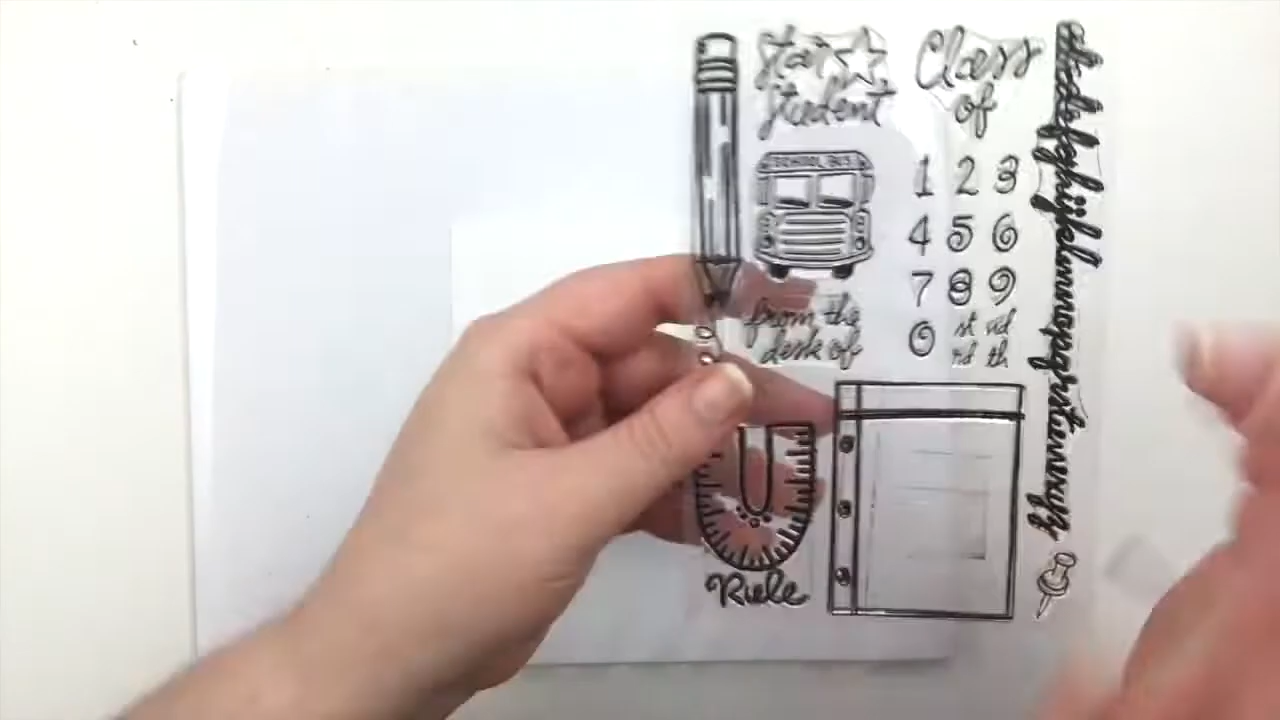 Star
Student
Class
of
SCHOOL BUS
1 2 3
4 5 6
7 8 9
0 st nd
rd th
from the
desk of
U
Rule
abcdefghijklmnopqrstuvwxyz